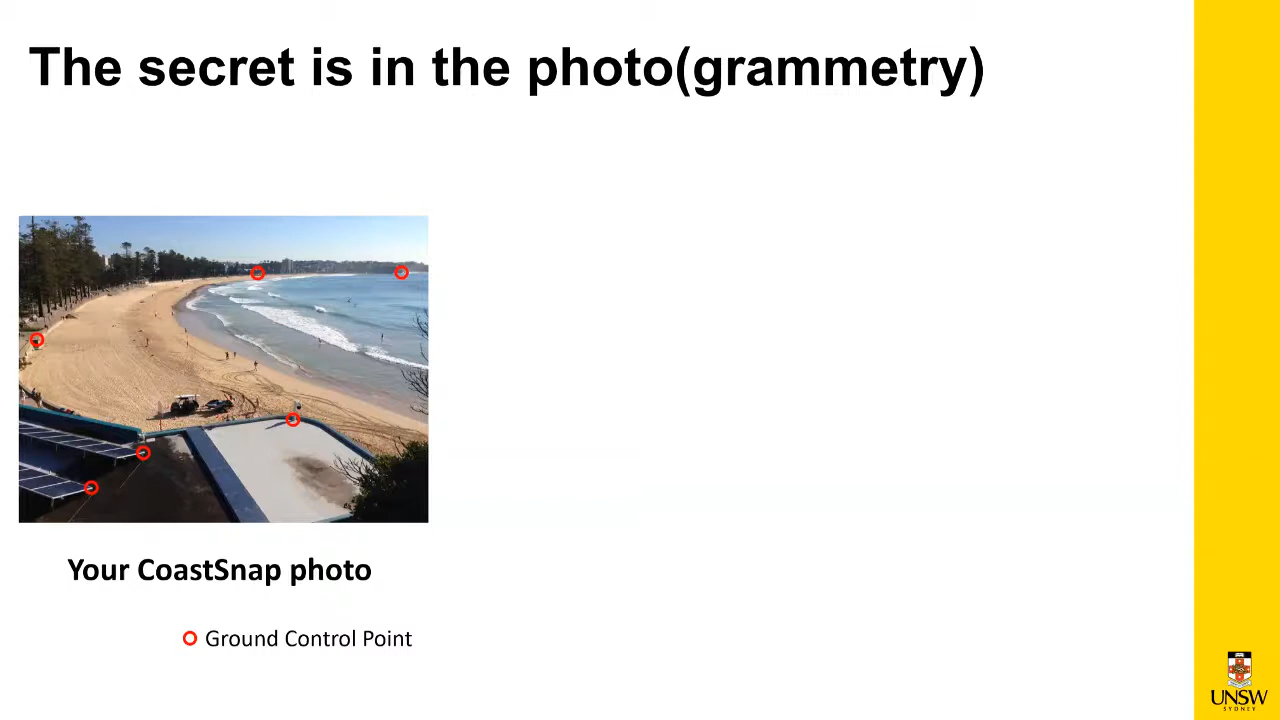 The secret is in the photo(grammetry)
Your CoastSnap photo
Ground Control Point
UNSW
SYDNEY